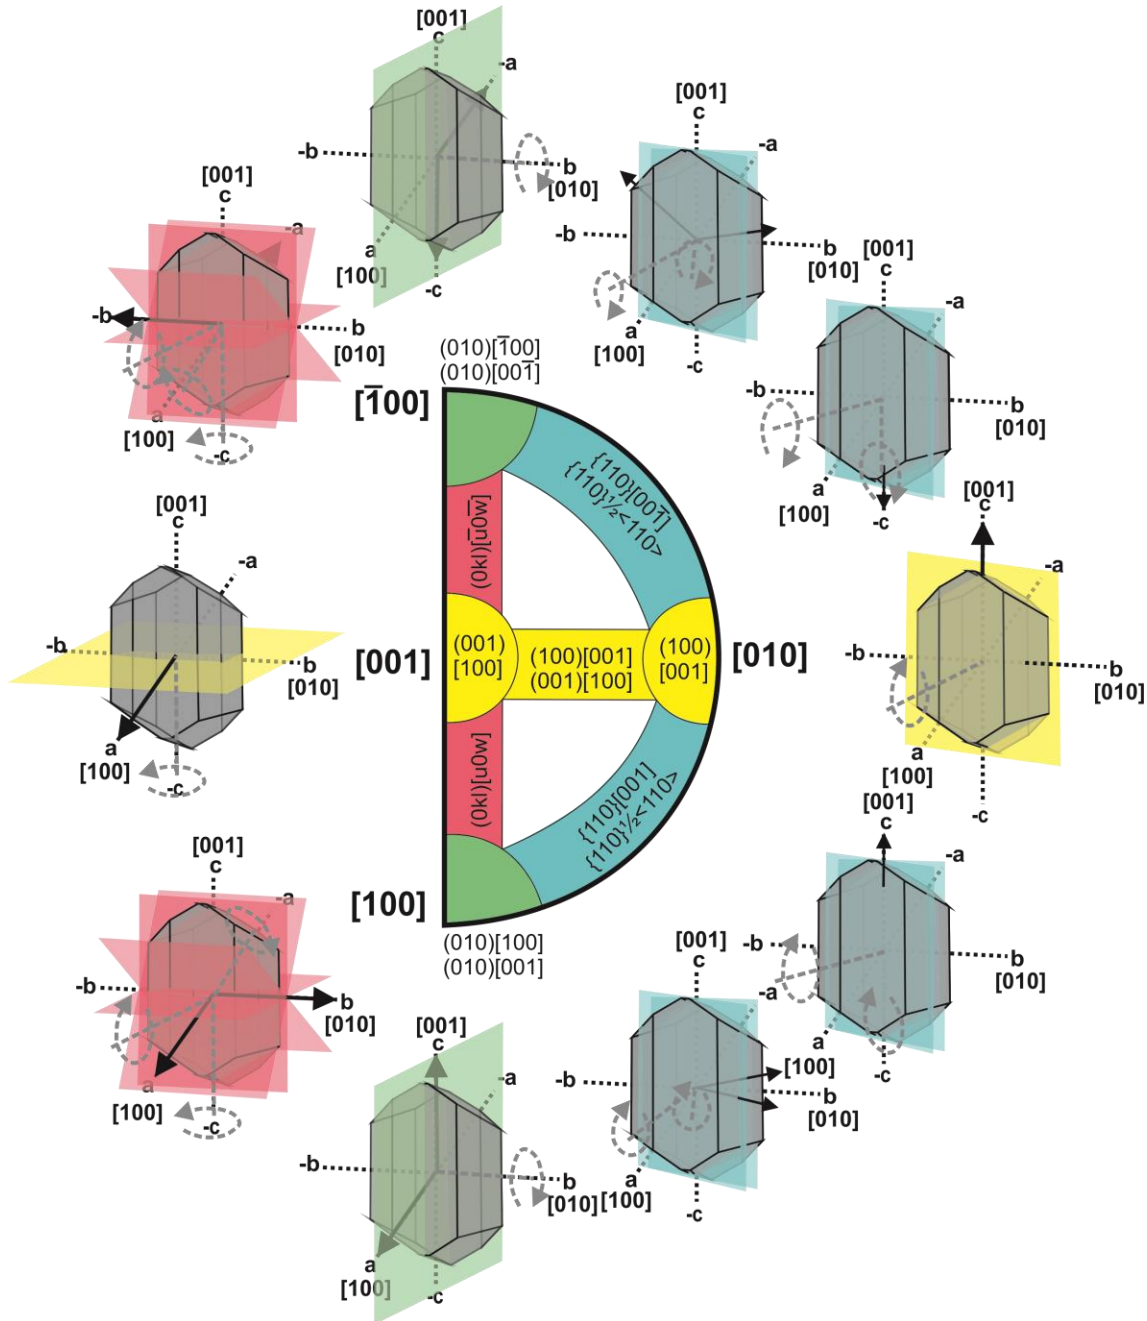 [001]
c
-a
-b
b
[010]
a
[100]
-c
[001]
c
-a
-b
b
[010]
a
[100]
-c
[001]
c
-a
-b
b
[010]
a
[100]
-c
[001]
c
-a
-b
b
[010]
a
[100]
-c
(010)[1̅00]
(010)[001̅]
[1̅00]
{110}[001̅]
{110}½<110>
(0kl)[u̅0w̅]
[001]
c
-a
-b
b
[010]
a
[100]
-c
[001]
(001)
[100]
(100)[001]
(001)[100]
(100)
[001]
[010]
[001]
c
-a
-b
b
[010]
a
[100]
-c
(0kl)[u0w]
{110}[001]
{110}½<110>
[100]
(010)[100]
(010)[001]
[001]
c
-a
-b
b
[010]
a
[100]
-c
[001]
c
-a
-b
b
[010]
a
-c
[001]
c
-a
-b
b
[010]
a
[100]
-c
[001]
c
-a
-b
b
[010]
a
[100]
-c
[100]